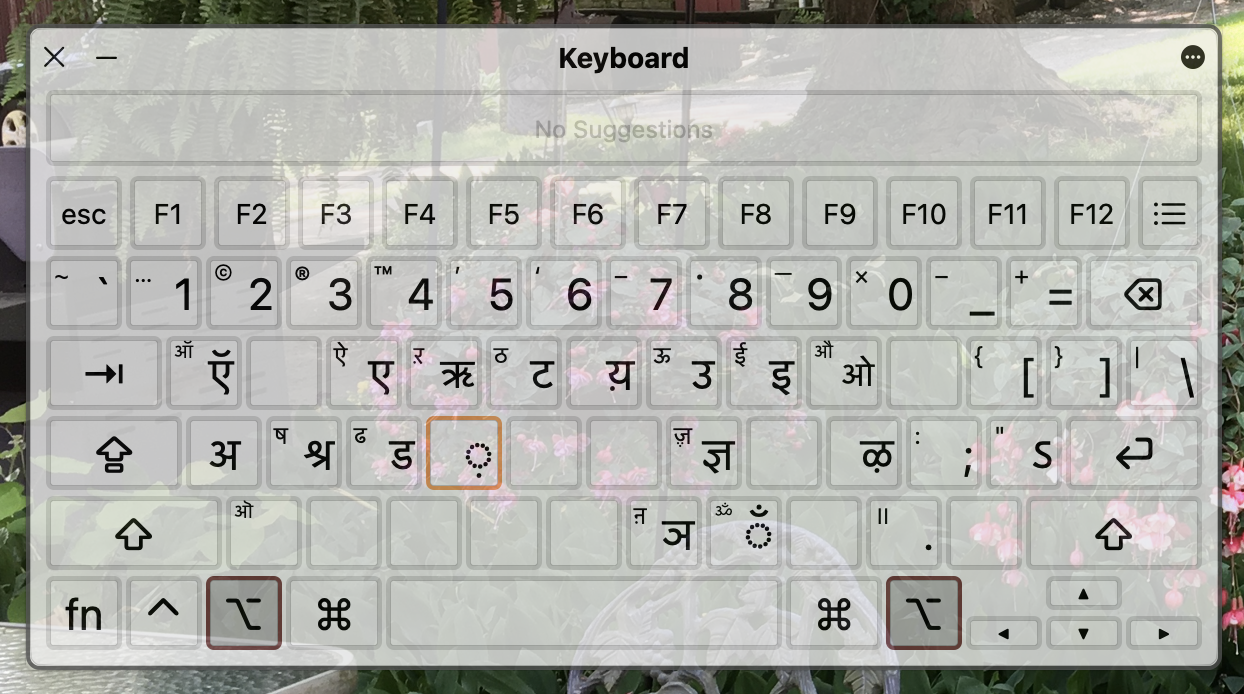 Keyboard
No Suggestions
esc F1 F2 F3 F4 F5 F6 F7 F8 F9 F10 F11 F12
~ ` … 1 © 2 ® 3 ™ 4 ’ 5 ‘ 6 – 7 · 8 — 9 × 0 – _ + =
ऑ ऍ ऐ ए ऱ ऋ ठ ट य़ ऊ उ ई इ औ ओ { [ } ] | \
अ ष श्र ढ ड ़ ज़ ज्ञ ऴ : ; " ऽ
ऒ ऩ ञ ॐ ँ ॥ .
fn ^ ⌥ ⌘ ⌘ ⌥